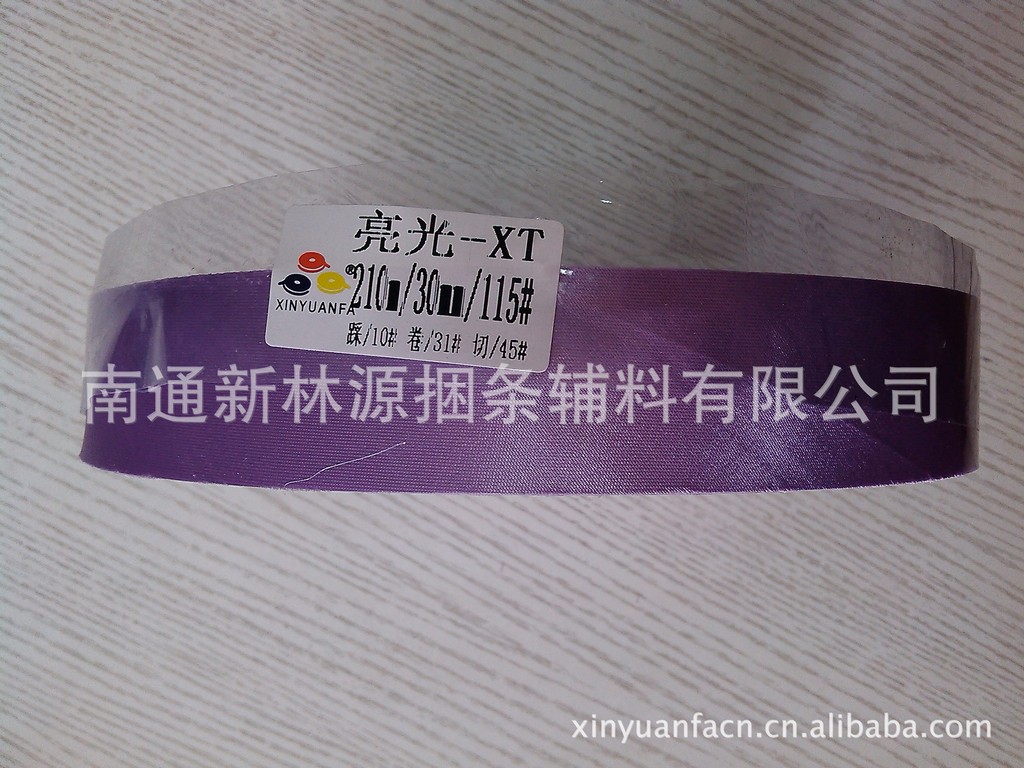 亮光--XT
XINYUANFA
®
210m/30mm/115#
踩/10# 卷/31# 切/45#
南通新林源捆条辅料有限公司
xinyuanfacn.cn.alibaba.com